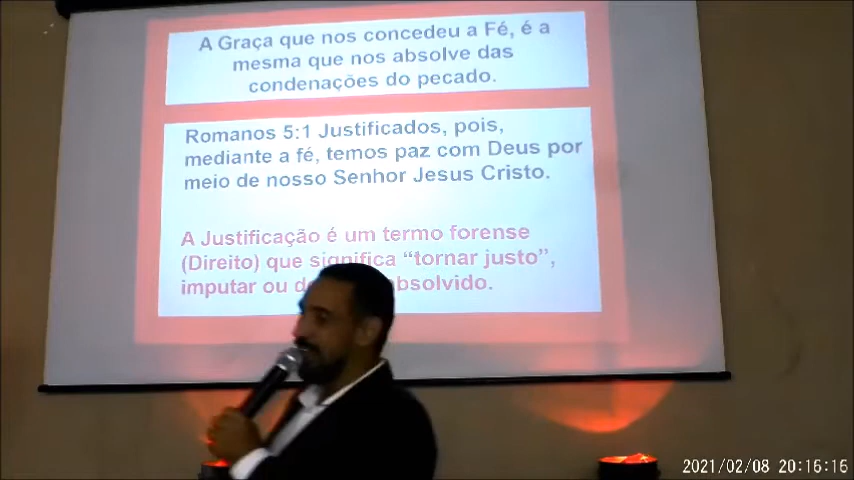 A Graça que nos concedeu a Fé, é a
mesma que nos absolve das
condenações do pecado.
Romanos 5:1 Justificados, pois,
mediante a fé, temos paz com Deus por
meio de nosso Senhor Jesus Cristo.
A Justificação é um termo forense
(Direito) que significa “tornar justo”,
imputar ou absolvido.
2021/02/08 20:16:16